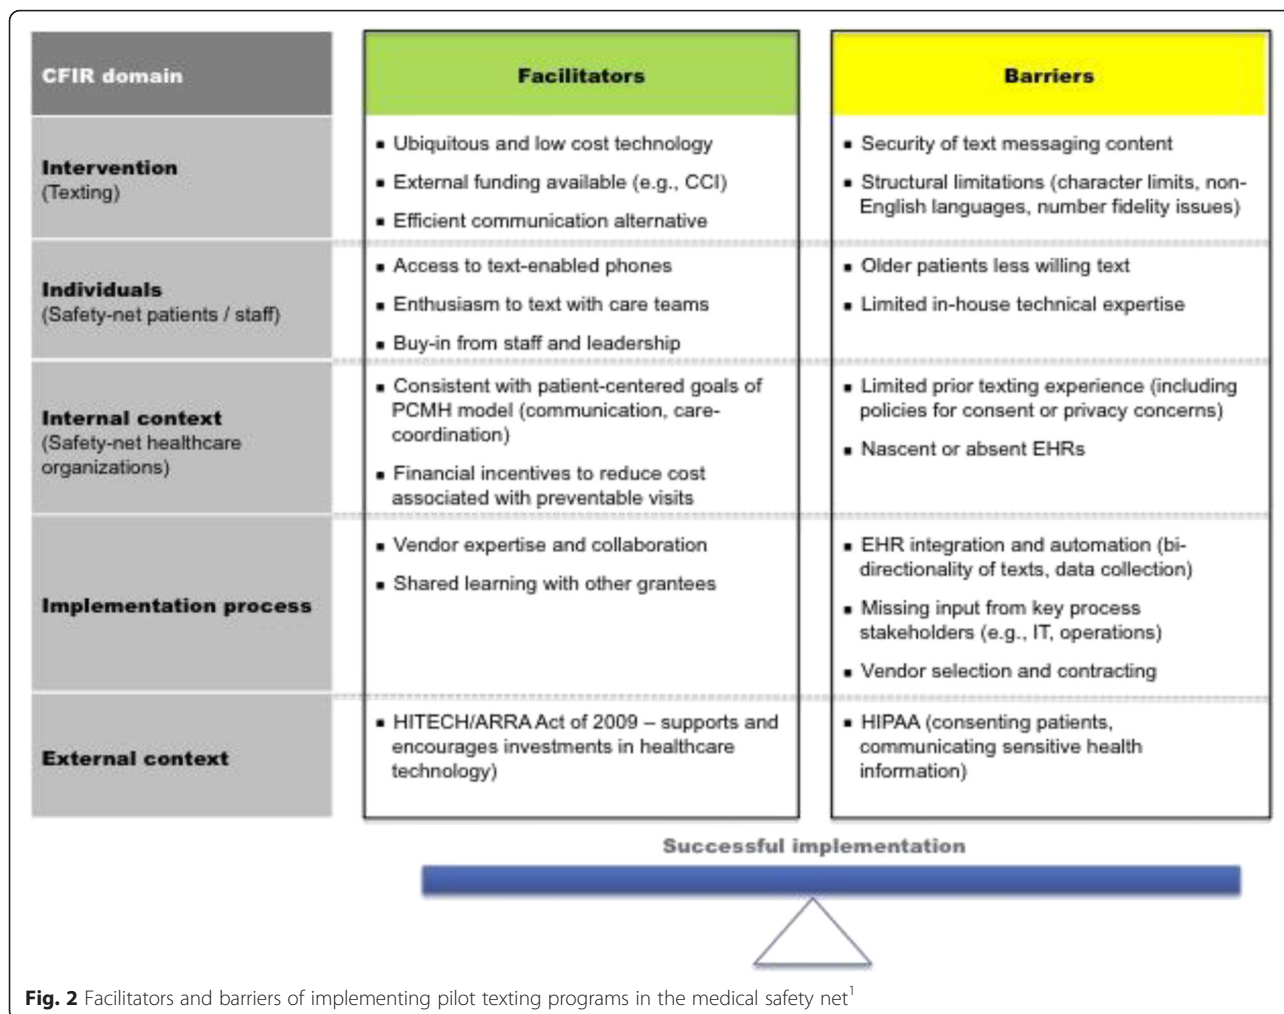 CFIR domain
Facilitators
Barriers
Intervention
(Texting)
▪ Ubiquitous and low cost technology
▪ External funding available (e.g., CCI)
▪ Efficient communication alternative
▪ Security of text messaging content
▪ Structural limitations (character limits, non-
English languages, number fidelity issues)
Individuals
(Safety-net patients / staff)
▪ Access to text-enabled phones
▪ Enthusiasm to text with care teams
▪ Buy-in from staff and leadership
▪ Older patients less willing text
▪ Limited in-house technical expertise
Internal context
(Safety-net healthcare
organizations)
▪ Consistent with patient-centered goals of
PCMH model (communication, care-
coordination)
▪ Financial incentives to reduce cost
associated with preventable visits
▪ Limited prior texting experience (including
policies for consent or privacy concerns)
▪ Nascent or absent EHRs
Implementation process
▪ Vendor expertise and collaboration
▪ Shared learning with other grantees
▪ EHR integration and automation (bi-
directionality of texts, data collection)
▪ Missing input from key process
stakeholders (e.g., IT, operations)
▪ Vendor selection and contracting
External context
▪ HITECH/ARRA Act of 2009 – supports and
encourages investments in healthcare
technology)
▪ HIPAA (consenting patients,
communicating sensitive health
information)
Successful implementation
Fig. 2 Facilitators and barriers of implementing pilot texting programs in the medical safety net¹